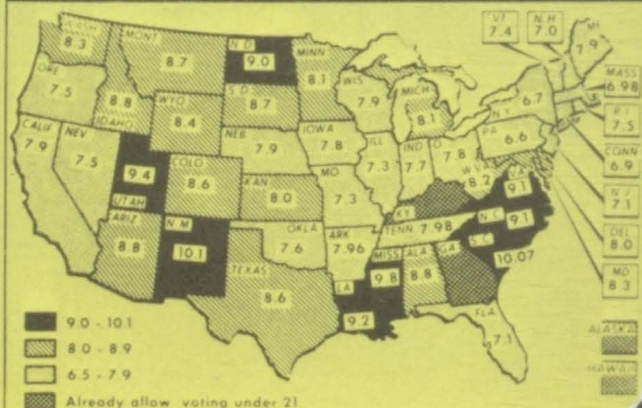 WASH
8.3
MONT
8.7
N D
9.0
MINN
8.1
VT
7.4
N H
7.0
ME
7.9
ORE
7.5
8.8
IDAHO
WYO
8.4
S D
8.7
WIS
7.9
MICH
8.1
N Y
6.7
MASS
6.98
R I
7.5
CALIF
7.9
NEV
7.5
9.4
UTAH
COLO
8.6
NEB
7.9
IOWA
7.8
ILL
7.3
IND
7.7
O
7.8
PA
6.6
CONN
6.9
N J
7.1
ARIZ
8.8
N M
10.1
KAN
8.0
MO
7.3
KY
W VA
8.2
VA
9.1
DEL
8.0
OKLA
7.6
ARK
7.96
TENN 7.98
N C
9.1
MD
8.3
TEXAS
8.6
LA
9.2
MISS
9.8
ALA
8.8
GA
S C
10.07
FLA
7.1
ALASKA
HAWAII
9.0 - 10.1
8.0 - 8.9
6.5 - 7.9
Already allow voting under 21